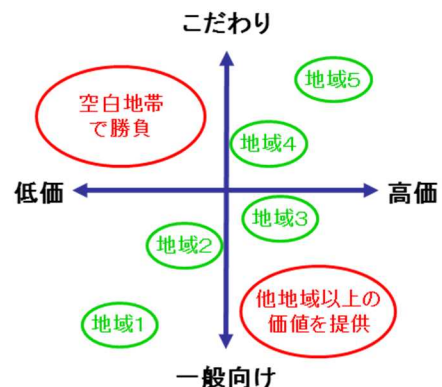 こだわり
地域5
空白地帯
で勝負
地域4
低価
高価
地域3
地域2
他地域以上の
価値を提供
地域1
一般向け